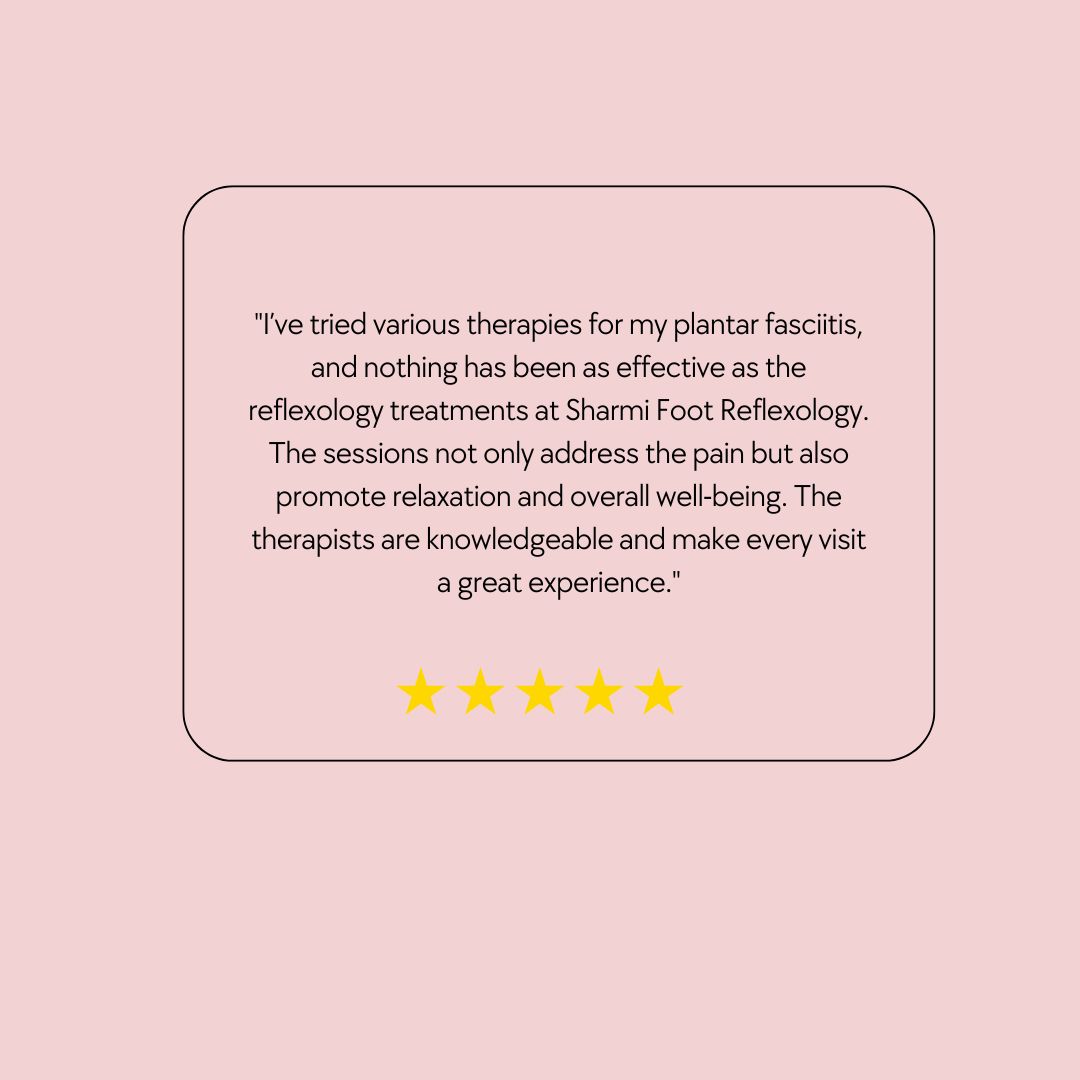 "I’ve tried various therapies for my plantar fasciitis,
and nothing has been as effective as the
reflexology treatments at Sharmi Foot Reflexology.
The sessions not only address the pain but also
promote relaxation and overall well-being. The
therapists are knowledgeable and make every visit
a great experience."